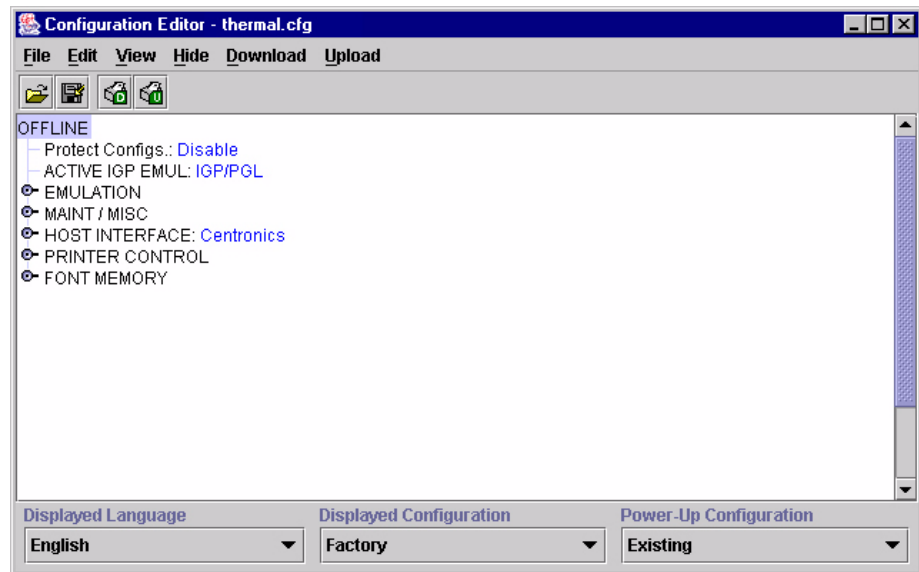 Configuration Editor - thermal.cfg
File Edit View Hide Download Upload
D U
OFFLINE
Protect Configs.: Disable
ACTIVE IGP EMUL: IGP/PGL
EMULATION
MAINT / MISC
HOST INTERFACE: Centronics
PRINTER CONTROL
FONT MEMORY
Displayed Language Displayed Configuration Power-Up Configuration
English Factory Existing